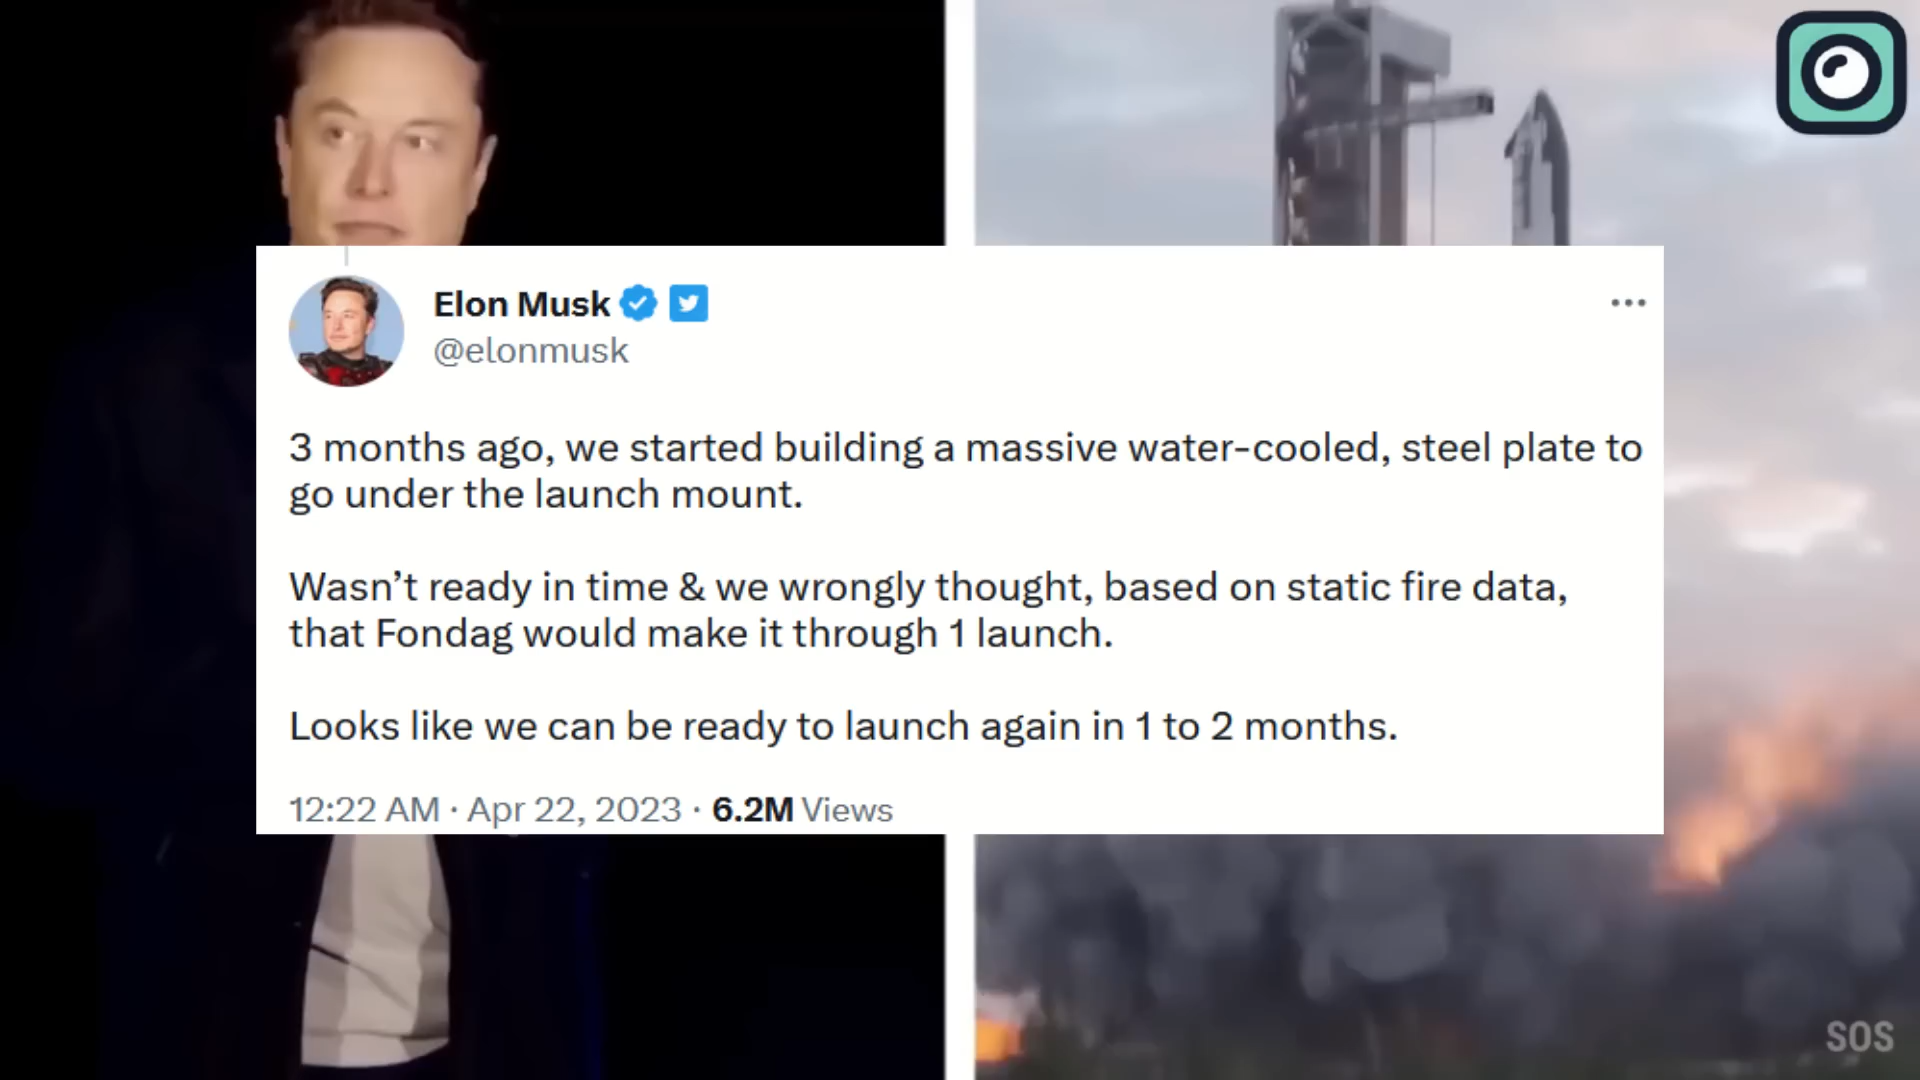 Elon Musk
@elonmusk
3 months ago, we started building a massive water-cooled, steel plate to
go under the launch mount.
Wasn’t ready in time & we wrongly thought, based on static fire data,
that Fondag would make it through 1 launch.
Looks like we can be ready to launch again in 1 to 2 months.
12:22 AM · Apr 22, 2023 · 6.2M Views
SOS